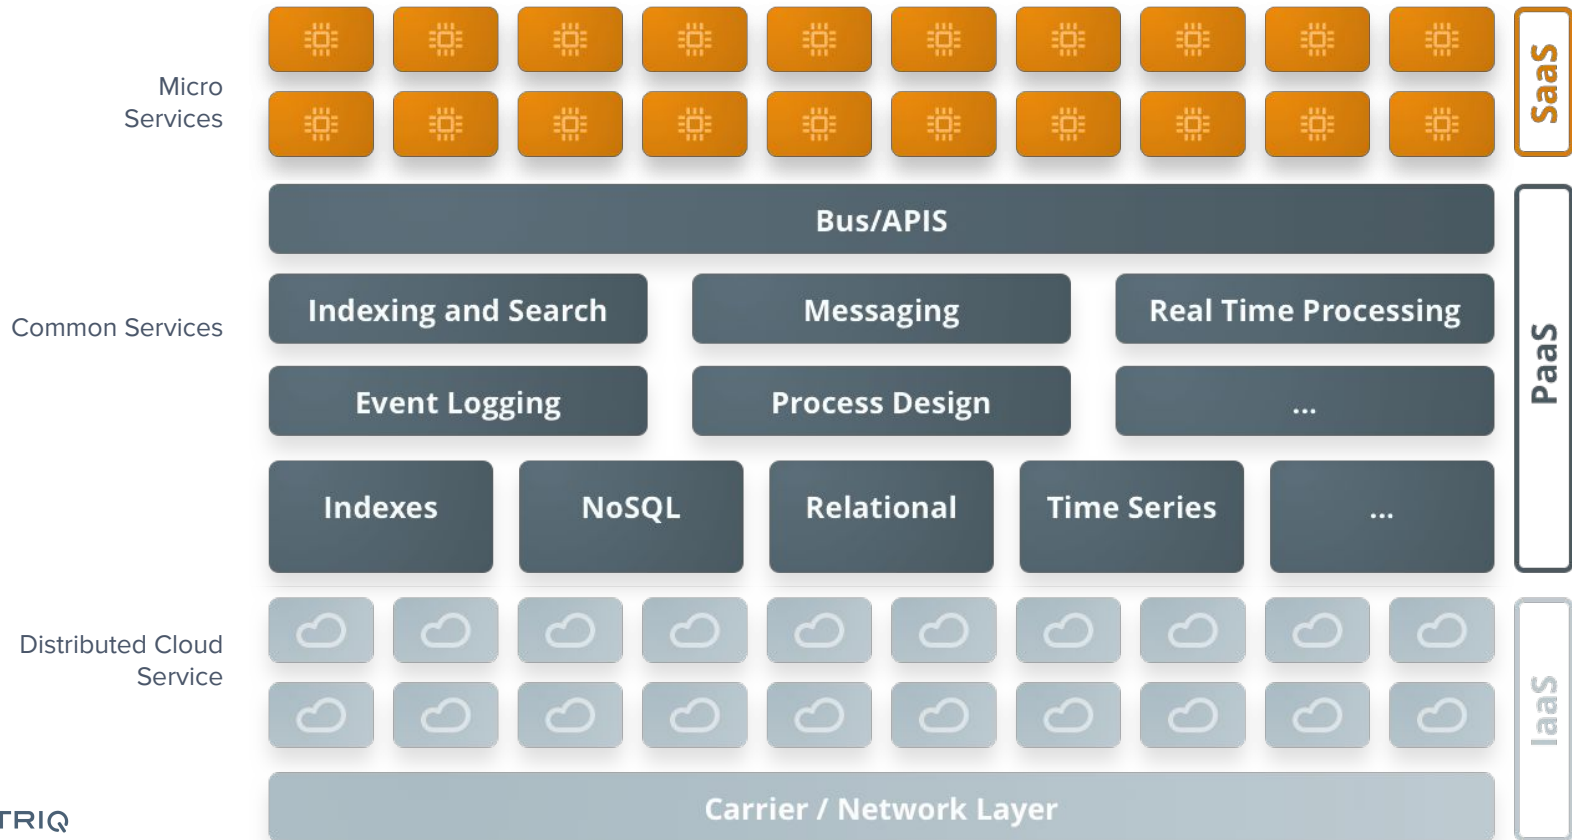 Micro
Services
SaaS
Bus/APIS
Common Services
Indexing and Search
Messaging
Real Time Processing
Event Logging
Process Design
...
PaaS
Indexes
NoSQL
Relational
Time Series
...
Distributed Cloud
Service
IaaS
Carrier / Network Layer
TRIQ